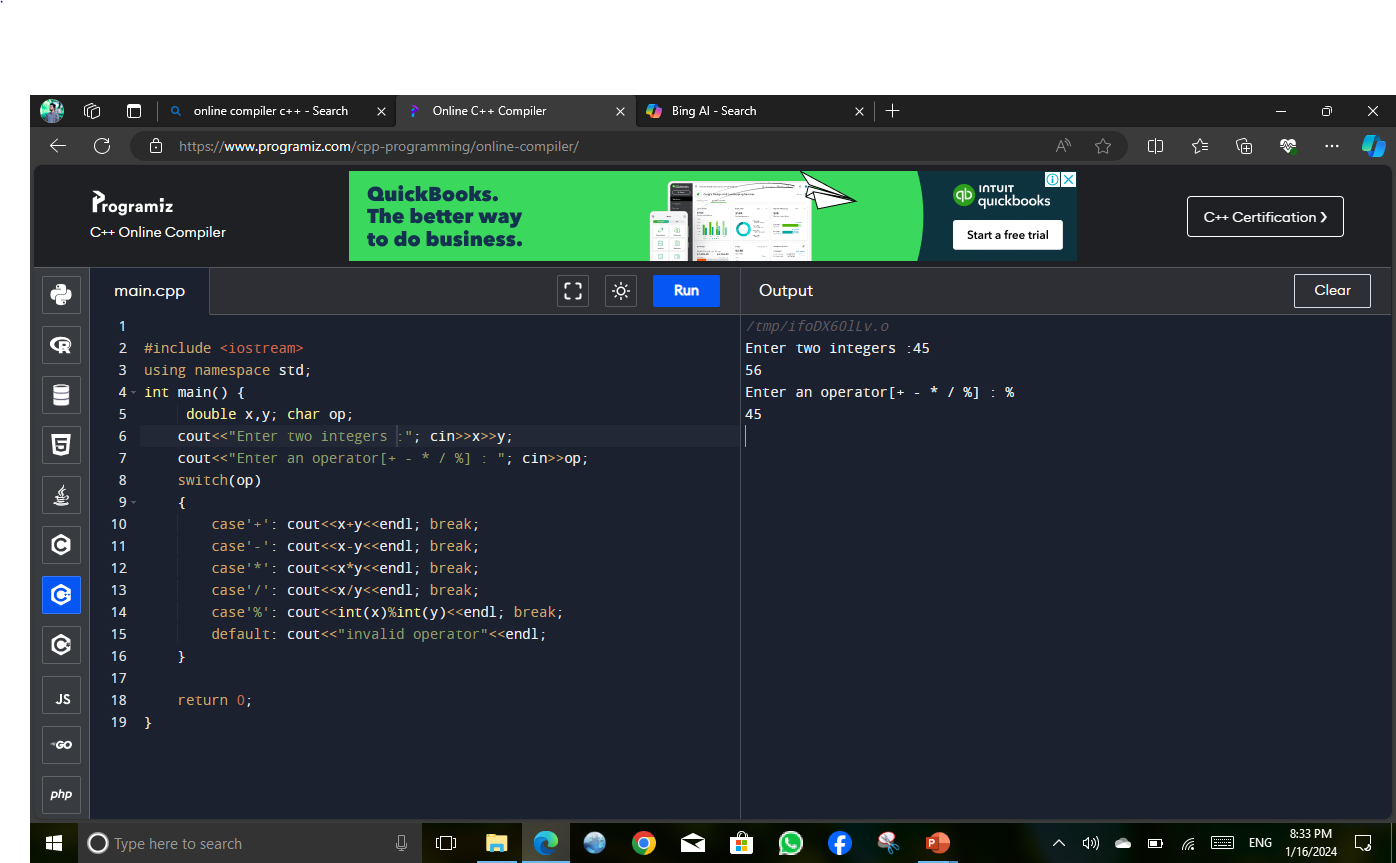 online compiler c++ - Search
Online C++ Compiler
Bing AI - Search
https://www.programiz.com/cpp-programming/online-compiler/
Programiz
C++ Online Compiler
QuickBooks.
The better way
to do business.
INTUIT
quickbooks
Start a free trial
C++ Certification ❯
main.cpp
Run
Output
Clear
1
2 #include <iostream>
3 using namespace std;
4 int main() {
5 double x,y; char op;
6 cout<<"Enter two integers :"; cin>>x>>y;
7 cout<<"Enter an operator[+ - * / %] : "; cin>>op;
8 switch(op)
9 {
10 case'+': cout<<x+y<<endl; break;
11 case'-': cout<<x-y<<endl; break;
12 case'*': cout<<x*y<<endl; break;
13 case'/': cout<<x/y<<endl; break;
14 case'%': cout<<int(x)%int(y)<<endl; break;
15 default: cout<<"invalid operator"<<endl;
16 }
17
18 return 0;
19 }
/tmp/ifoDX6OlLv.o
Enter two integers :45
56
Enter an operator[+ - * / %] : %
45
JS
GO
php
Type here to search
ENG
8:33 PM
1/16/2024